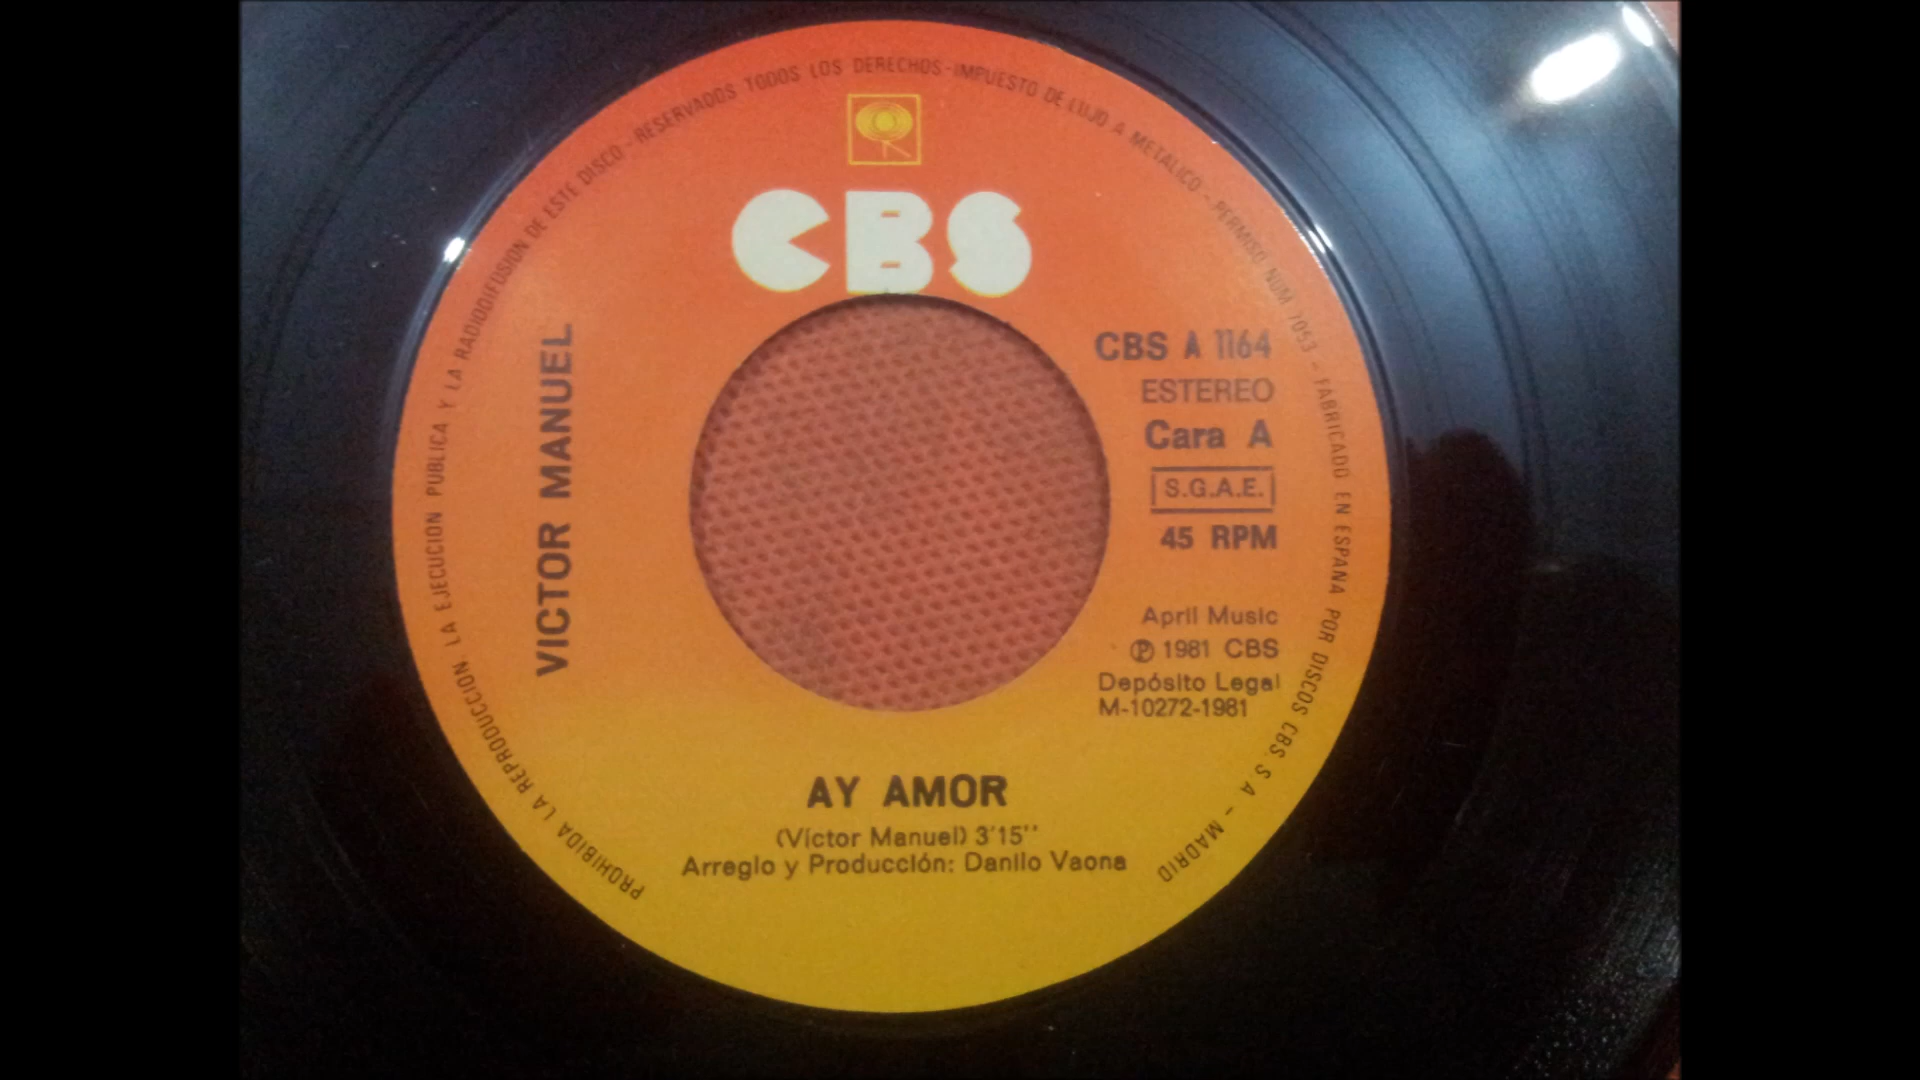 PROHIBIDA LA REPRODUCCION, LA EJECUCION PUBLICA Y LA RADIODIFUSION DE ESTE DISCO - RESERVADOS TODOS LOS DERECHOS - IMPUESTO DE LUJO A METALICO - PERMISO NUM 7053 - FABRICADO EN ESPAÑA POR DISCOS CBS, S. A. - MADRID
CBS
VICTOR MANUEL
CBS A 1164
ESTEREO
Cara A
S.G.A.E.
45 RPM
April Music
Ⓟ 1981 CBS
Depósito Legal
M-10272-1981
AY AMOR
(Víctor Manuel) 3'15''
Arreglo y Producción: Danilo Vaona